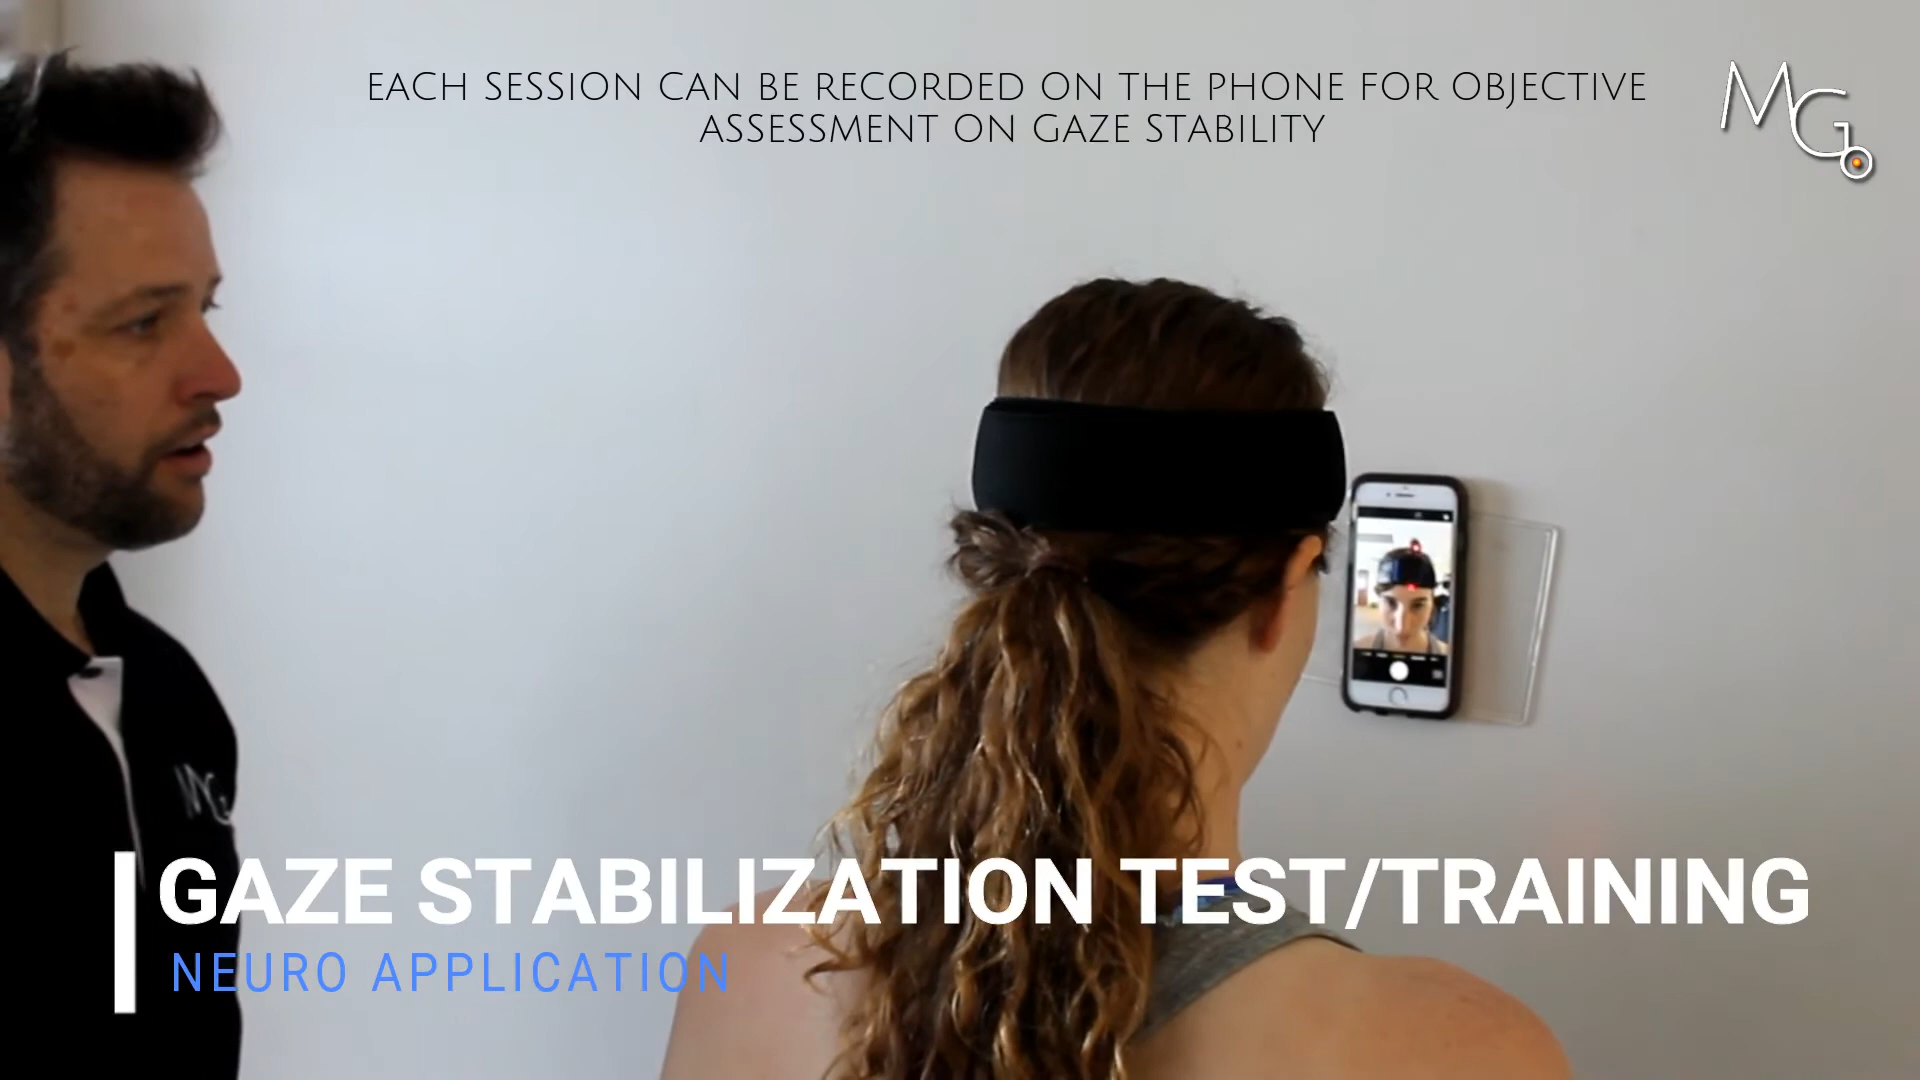 EACH SESSION CAN BE RECORDED ON THE PHONE FOR OBJECTIVE
ASSESSMENT ON GAZE STABILITY
MG
MG
GAZE STABILIZATION TEST/TRAINING
NEURO APPLICATION